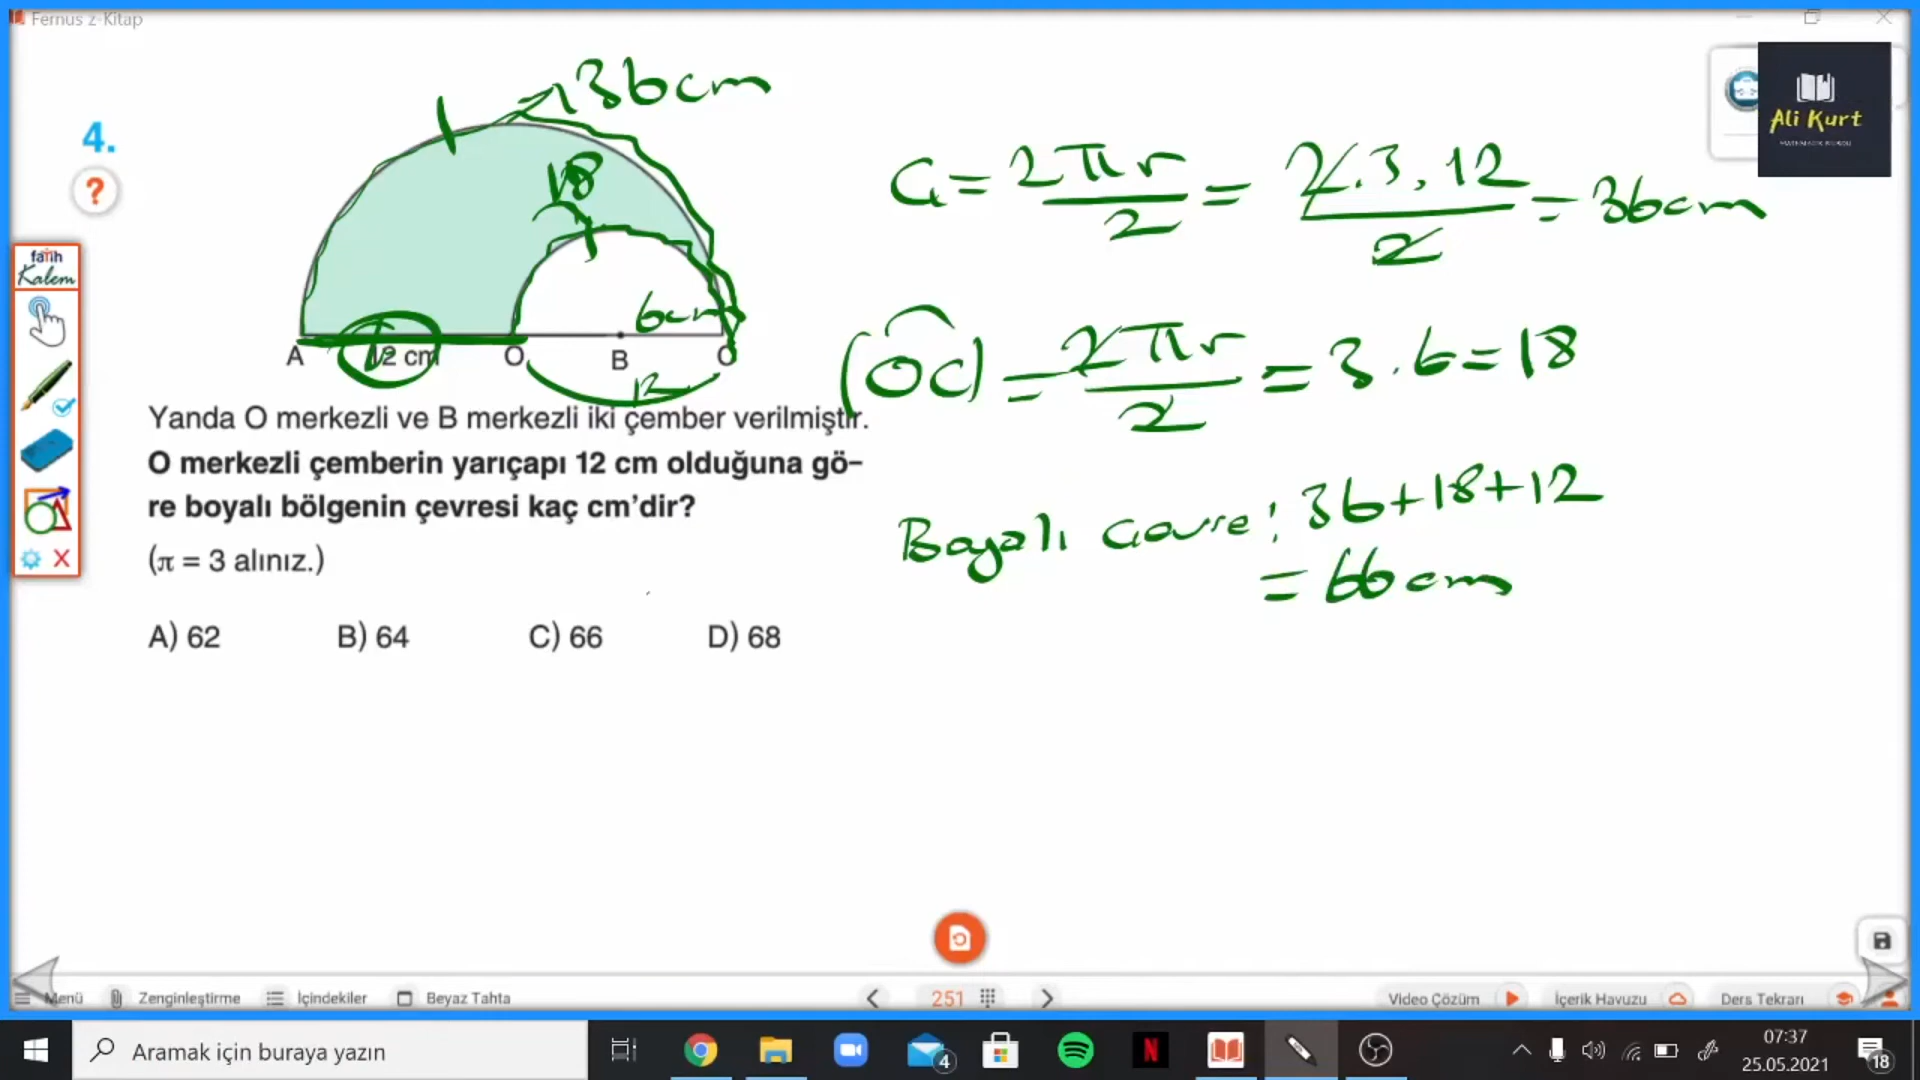 Fernus z-Kitap
Ali Kurt
4.
?
136cm
18
6cm
A
12 cm
O
B
12
Ç = 2πr / 2 = 2.3.12 / 2 = 36cm
(OC) = 2πr / 2 = 3.6 = 18
Yanda O merkezli ve B merkezli iki çember verilmiştir.
O merkezli çemberin yarıçapı 12 cm olduğuna gö-
re boyalı bölgenin çevresi kaç cm'dir?
(π = 3 alınız.)
Boyalı çevre: 36+18+12
= 66cm
A) 62 B) 64 C) 66 D) 68
fatih
Kalem
Menü Zenginleştirme İçindekiler Beyaz Tahta 251 Video Çözüm İçerik Havuzu Ders Tekrarı
Aramak için buraya yazın
4
N
07:37
25.05.2021
18